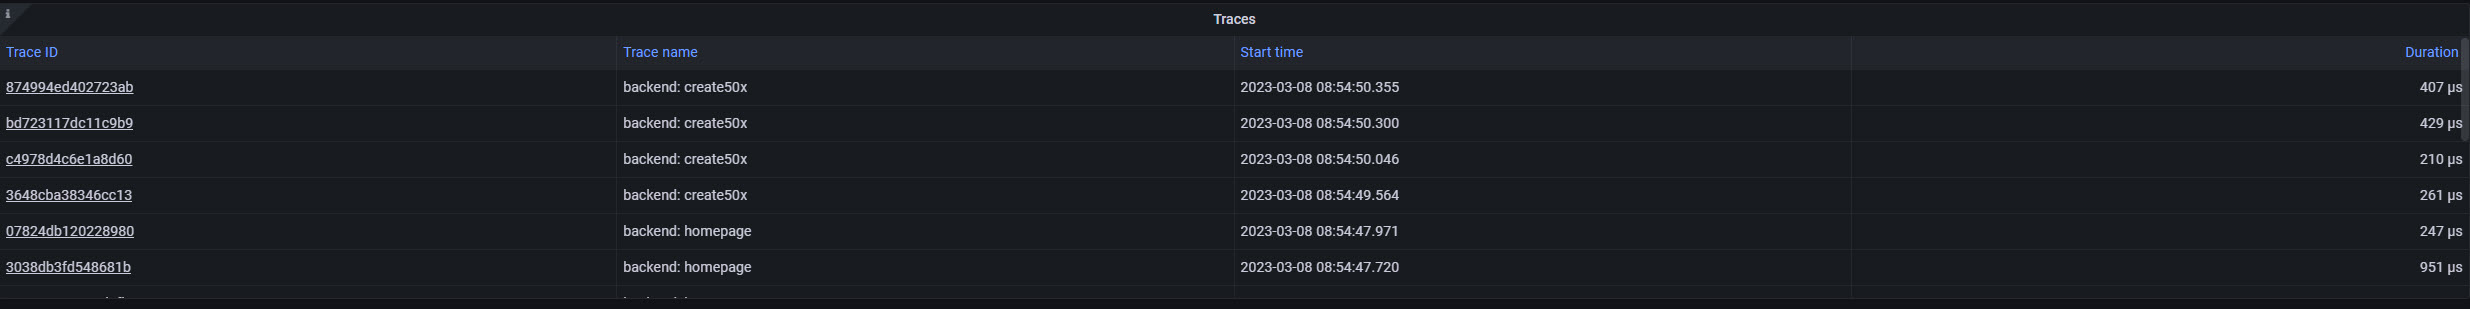 Traces
Trace ID Trace name Start time Duration
874994ed402723ab backend: create50x 2023-03-08 08:54:50.355 407 µs
bd723117dc11c9b9 backend: create50x 2023-03-08 08:54:50.300 429 µs
c4978d4c6e1a8d60 backend: create50x 2023-03-08 08:54:50.046 210 µs
3648cba38346cc13 backend: create50x 2023-03-08 08:54:49.564 261 µs
07824db120228980 backend: homepage 2023-03-08 08:54:47.971 247 µs
3038db3fd548681b backend: homepage 2023-03-08 08:54:47.720 951 µs